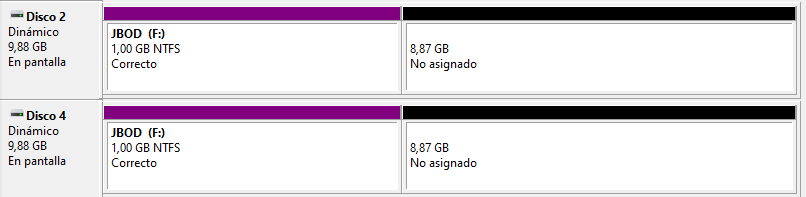 Disco 2
Dinámico
9,88 GB
En pantalla
JBOD (F:)
1,00 GB NTFS
Correcto
8,87 GB
No asignado
Disco 4
Dinámico
9,88 GB
En pantalla
JBOD (F:)
1,00 GB NTFS
Correcto
8,87 GB
No asignado